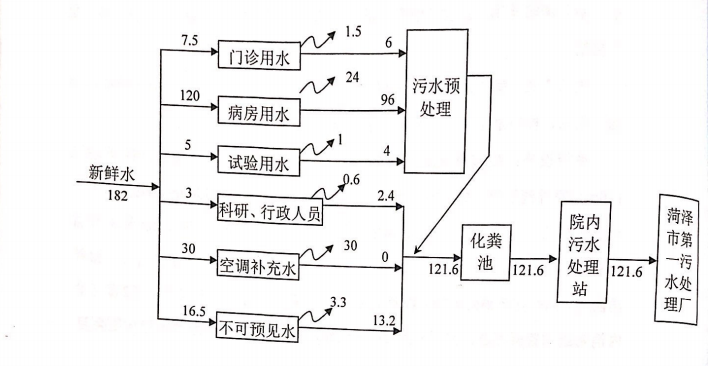 7.5
门诊用水
1.5
6
120
病房用水
24
96
污水预
处理
5
试验用水
1
4
新鲜水
182
3
科研、行政人员
0.6
2.4
30
空调补充水
30
0
16.5
不可预见水
3.3
13.2
121.6
化粪
池
121.6
院内
污水
处理
站
121.6
菏泽
市第
一污
水处
理厂